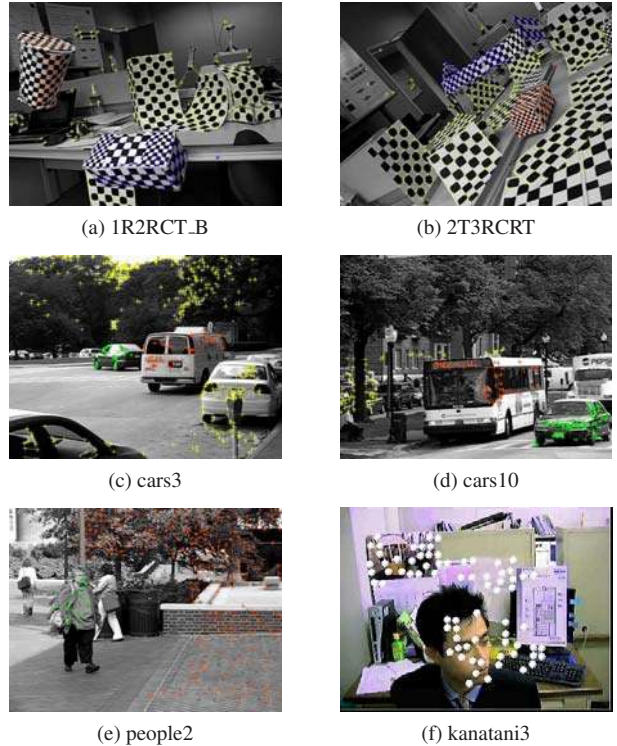 (a) 1R2RCT_B
(b) 2T3RCRT
(c) cars3
(d) cars10
(e) people2
(f) kanatani3